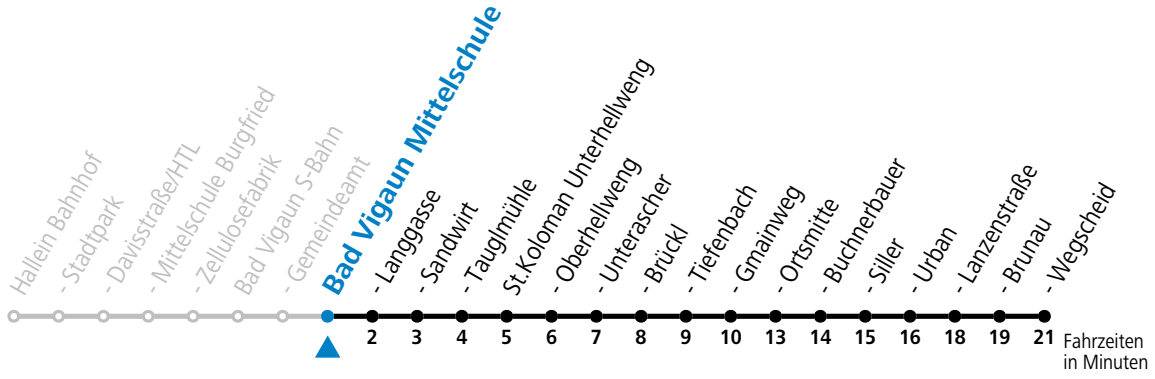 Hallein Bahnhof
- Stadtpark
- Davisstraße/HTL
- Mittelschule Burgfried
- Zellulosefabrik
Bad Vigaun S-Bahn
- Gemeindeamt
Bad Vigaun Mittelschule
- Langgasse
- Sandwirt
- Tauglmühle
St.Koloman Unterhellweng
- Oberhellweng
- Unterascher
- Brückl
- Tiefenbach
- Gmainweg
- Ortsmitte
- Buchnerbauer
- Siller
- Urban
- Lanzenstraße
- Brunau
- Wegscheid
2 3 4 5 6 7 8 9 10 13 14 15 16 18 19 21
Fahrzeiten
in Minuten